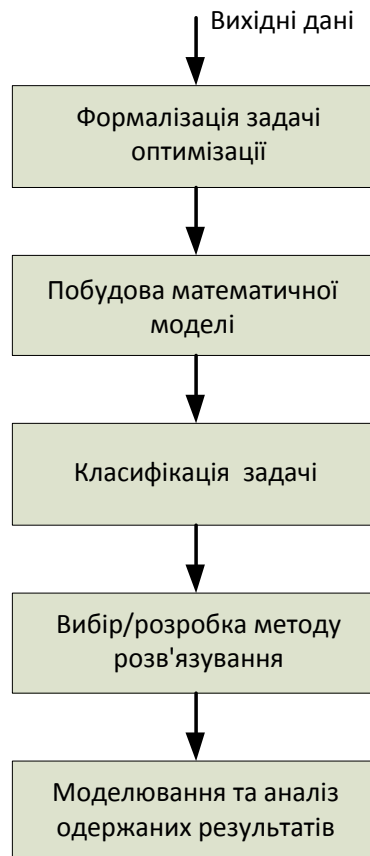 Вихідні дані
Формалізація задачі
оптимізації
Побудова математичної
моделі
Класифікація задачі
Вибір/розробка методу
розв'язування
Моделювання та аналіз
одержаних результатів